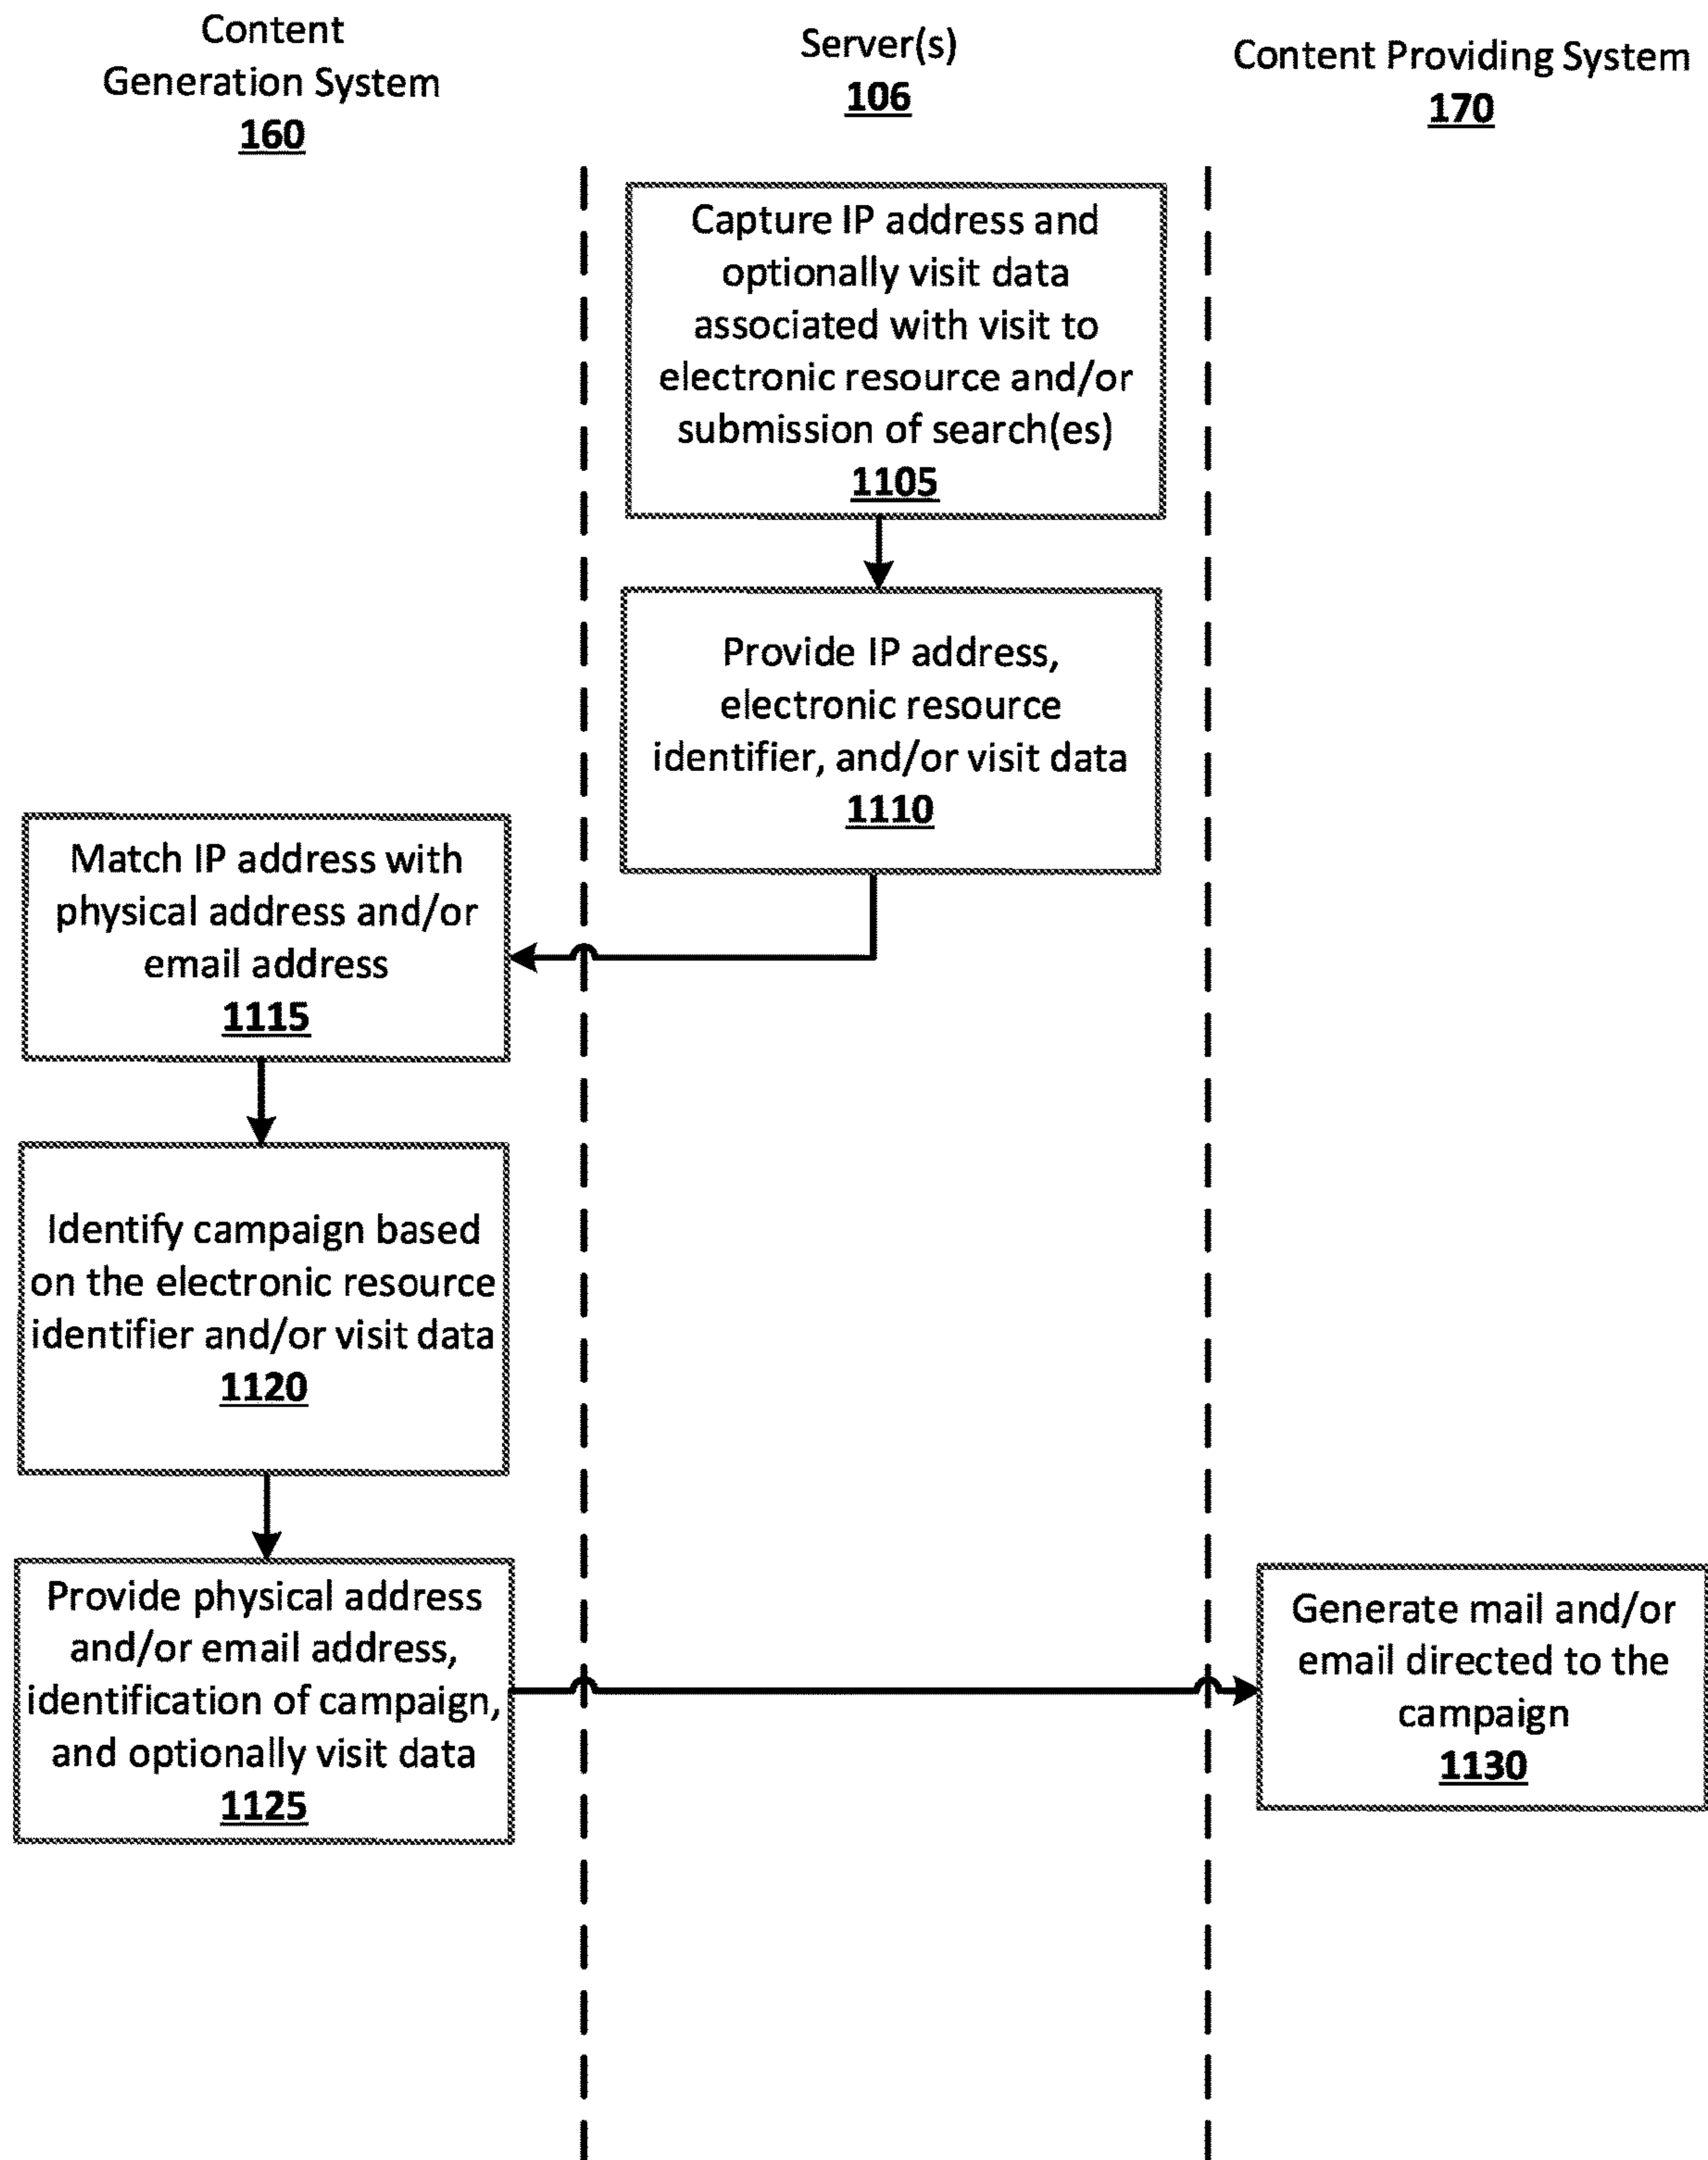 Content
Generation System
160
Server(s)
106
Content Providing System
170
Capture IP address and
optionally visit data
associated with visit to
electronic resource and/or
submission of search(es)
1105
Provide IP address,
electronic resource
identifier, and/or visit data
1110
Match IP address with
physical address and/or
email address
1115
Identify campaign based
on the electronic resource
identifier and/or visit data
1120
Provide physical address
and/or email address,
identification of campaign,
and optionally visit data
1125
Generate mail and/or
email directed to the
campaign
1130